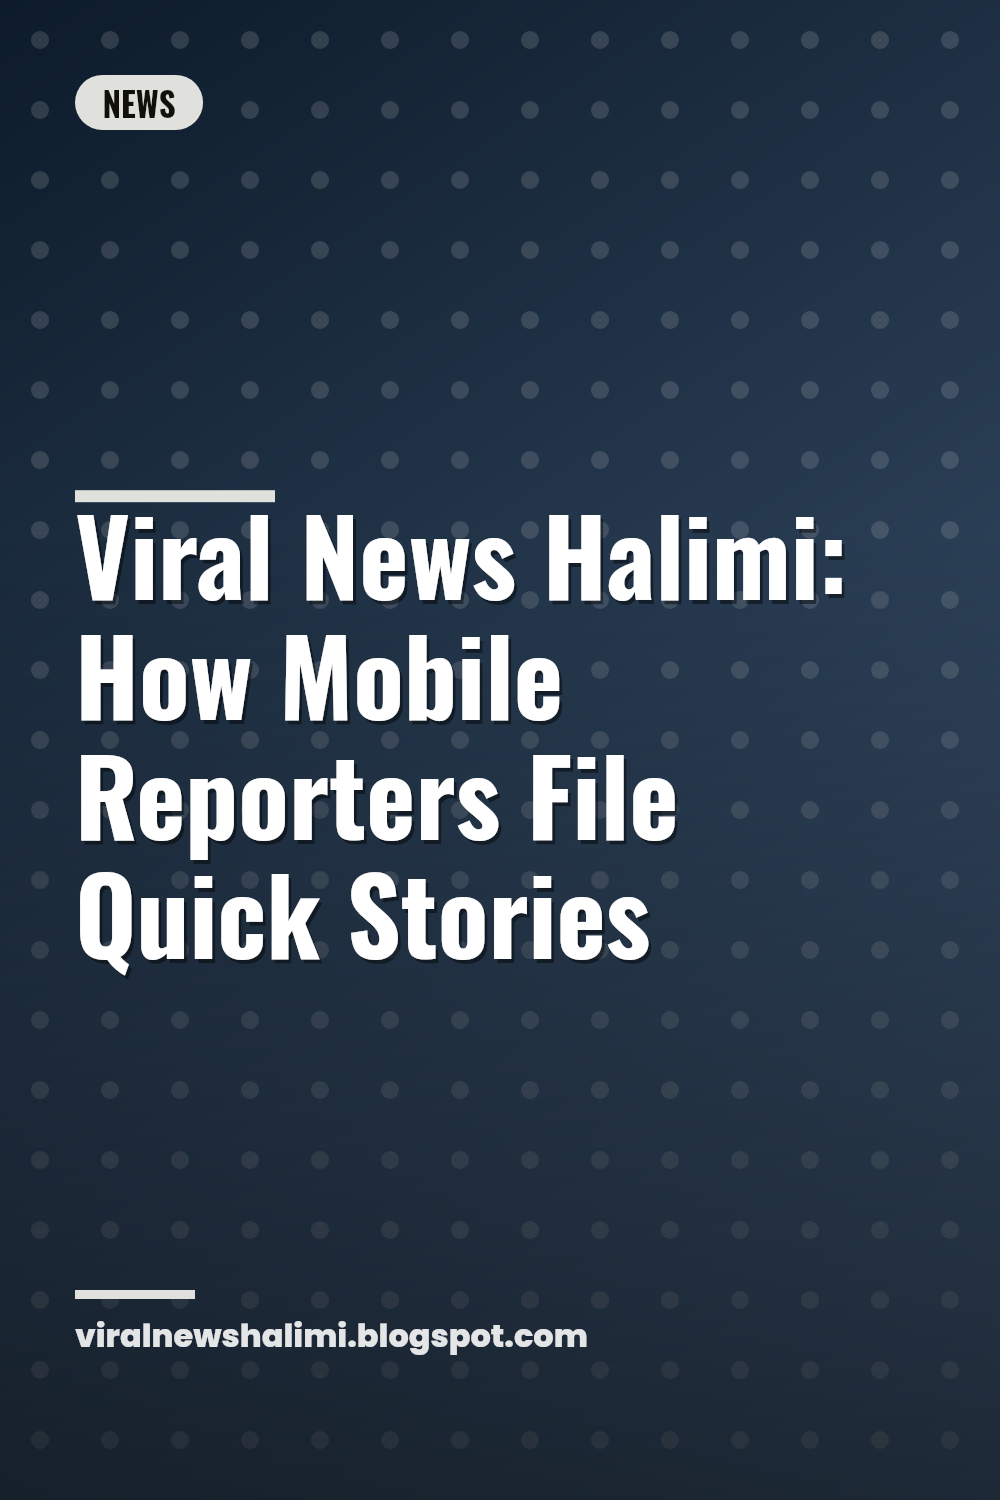 NEWS
Viral News Halimi:
How Mobile
Reporters File
Quick Stories
viralnewshalimi.blogspot.com